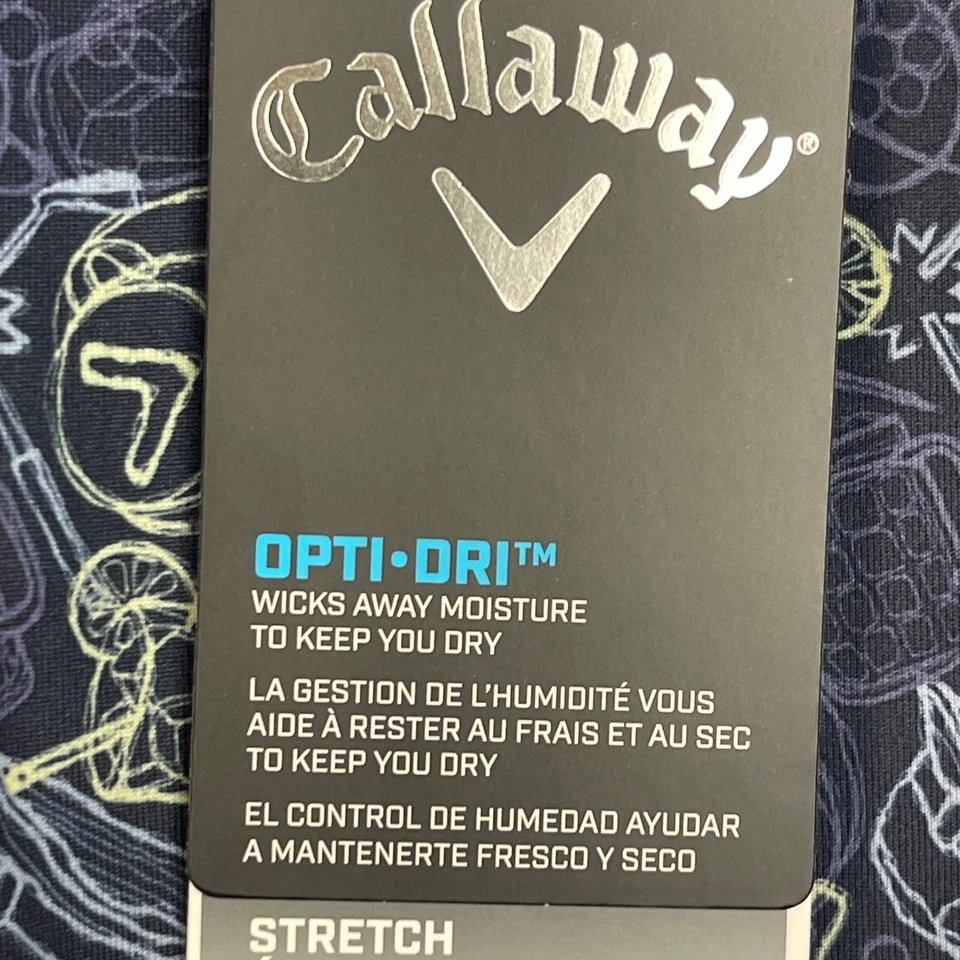 Callaway®
OPTI•DRI™
WICKS AWAY MOISTURE
TO KEEP YOU DRY
LA GESTION DE L'HUMIDITÉ VOUS
AIDE À RESTER AU FRAIS ET AU SEC
TO KEEP YOU DRY
EL CONTROL DE HUMEDAD AYUDAR
A MANTENERTE FRESCO Y SECO
STRETCH